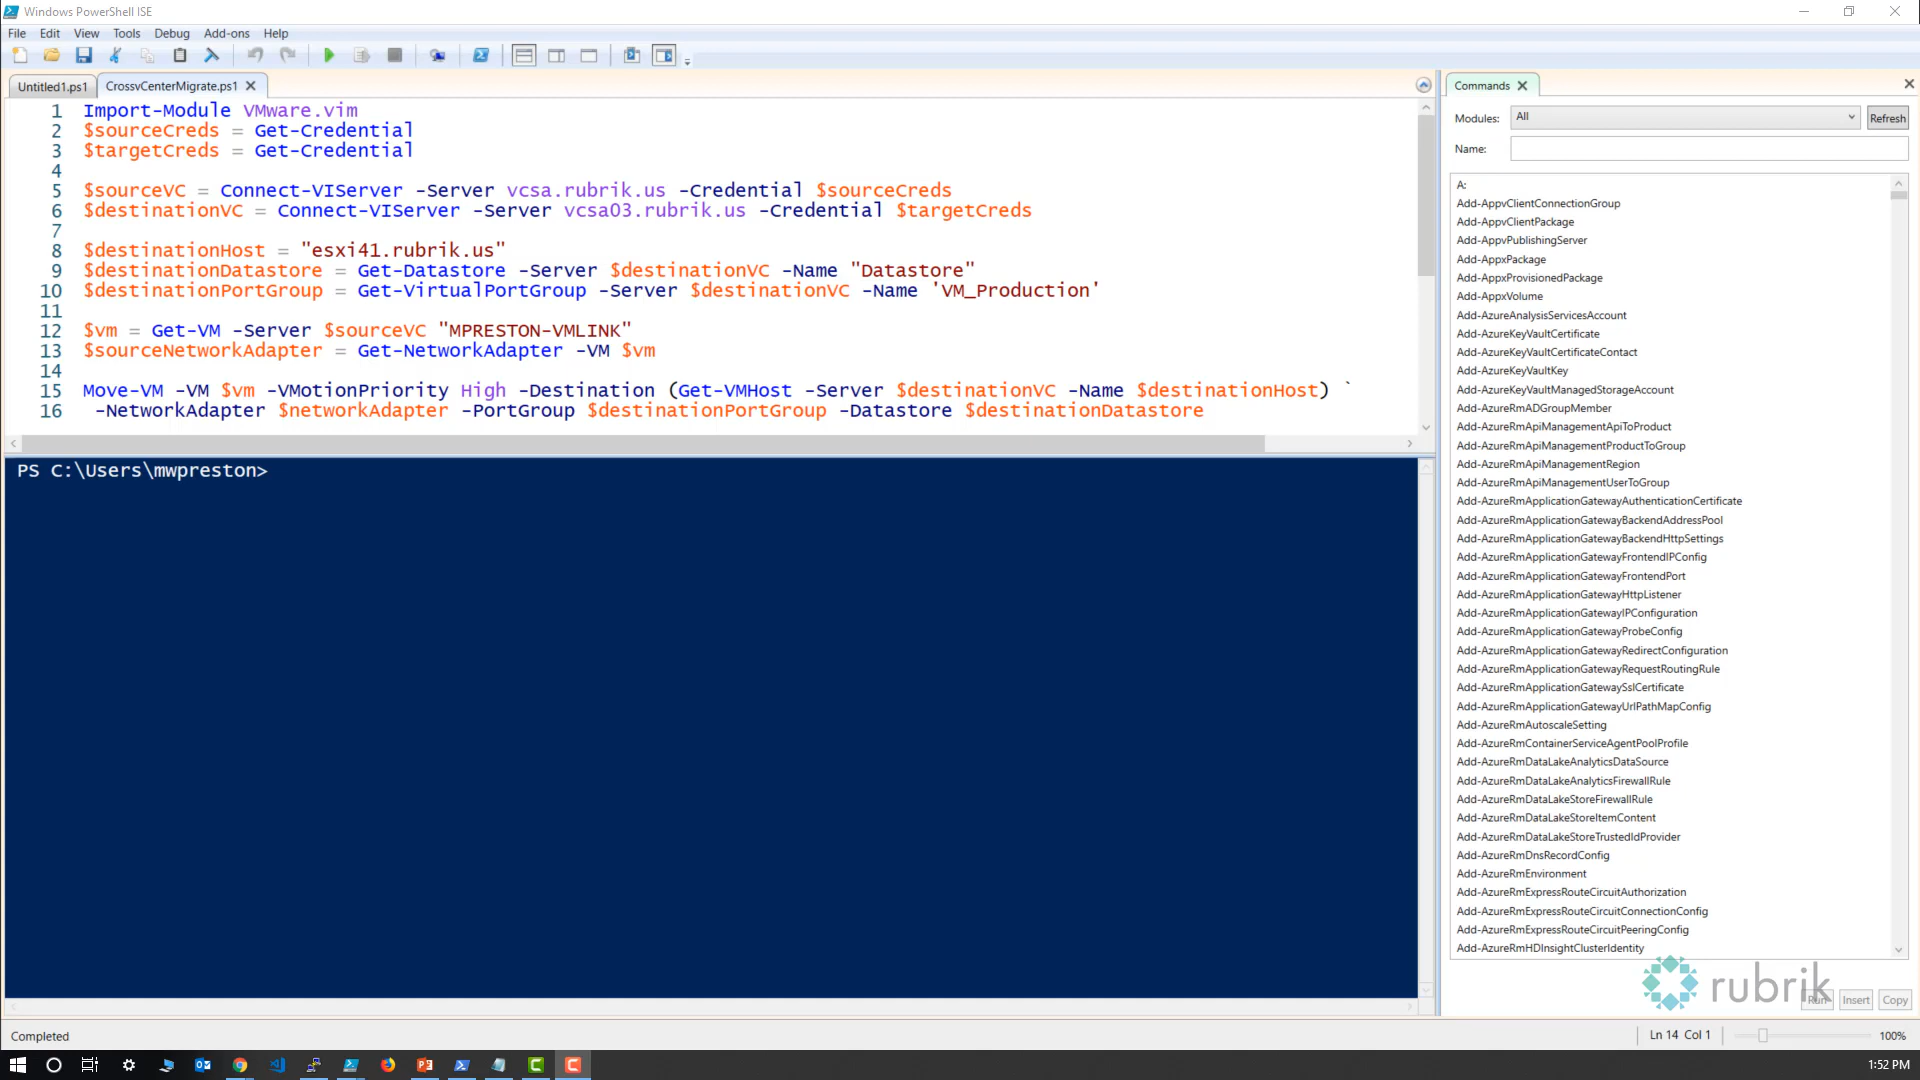 Windows PowerShell ISE
File Edit View Tools Debug Add-ons Help
Untitled1.ps1 CrossvCenterMigrate.ps1
1 Import-Module VMware.vim
2 $sourceCreds = Get-Credential
3 $targetCreds = Get-Credential
4
5 $sourceVC = Connect-VIServer -Server vcsa.rubrik.us -Credential $sourceCreds
6 $destinationVC = Connect-VIServer -Server vcsa03.rubrik.us -Credential $targetCreds
7
8 $destinationHost = "esxi41.rubrik.us"
9 $destinationDatastore = Get-Datastore -Server $destinationVC -Name "Datastore"
10 $destinationPortGroup = Get-VirtualPortGroup -Server $destinationVC -Name 'VM_Production'
11
12 $vm = Get-VM -Server $sourceVC "MPRESTON-VMLINK"
13 $sourceNetworkAdapter = Get-NetworkAdapter -VM $vm
14
15 Move-VM -VM $vm -VMotionPriority High -Destination (Get-VMHost -Server $destinationVC -Name $destinationHost) `
16 -NetworkAdapter $networkAdapter -PortGroup $destinationPortGroup -Datastore $destinationDatastore
PS C:\Users\mwpreston>
Commands
Modules: All Refresh
Name:
A:
Add-AppvClientConnectionGroup
Add-AppvClientPackage
Add-AppvPublishingServer
Add-AppxPackage
Add-AppxProvisionedPackage
Add-AppxVolume
Add-AzureAnalysisServicesAccount
Add-AzureKeyVaultCertificate
Add-AzureKeyVaultCertificateContact
Add-AzureKeyVaultKey
Add-AzureKeyVaultManagedStorageAccount
Add-AzureRmADGroupMember
Add-AzureRmApiManagementApiToProduct
Add-AzureRmApiManagementProductToGroup
Add-AzureRmApiManagementRegion
Add-AzureRmApiManagementUserToGroup
Add-AzureRmApplicationGatewayAuthenticationCertificate
Add-AzureRmApplicationGatewayBackendAddressPool
Add-AzureRmApplicationGatewayBackendHttpSettings
Add-AzureRmApplicationGatewayFrontendIPConfig
Add-AzureRmApplicationGatewayFrontendPort
Add-AzureRmApplicationGatewayHttpListener
Add-AzureRmApplicationGatewayIPConfiguration
Add-AzureRmApplicationGatewayProbeConfig
Add-AzureRmApplicationGatewayRedirectConfiguration
Add-AzureRmApplicationGatewayRequestRoutingRule
Add-AzureRmApplicationGatewaySslCertificate
Add-AzureRmApplicationGatewayUrlPathMapConfig
Add-AzureRmAutoscaleSetting
Add-AzureRmContainerServiceAgentPoolProfile
Add-AzureRmDataLakeAnalyticsDataSource
Add-AzureRmDataLakeAnalyticsFirewallRule
Add-AzureRmDataLakeStoreFirewallRule
Add-AzureRmDataLakeStoreItemContent
Add-AzureRmDataLakeStoreTrustedIdProvider
Add-AzureRmDnsRecordConfig
Add-AzureRmEnvironment
Add-AzureRmExpressRouteCircuitAuthorization
Add-AzureRmExpressRouteCircuitConnectionConfig
Add-AzureRmExpressRouteCircuitPeeringConfig
Add-AzureRmHDInsightClusterIdentity
rubrik
Run Insert Copy
Completed Ln 14 Col 1 100%
1:52 PM